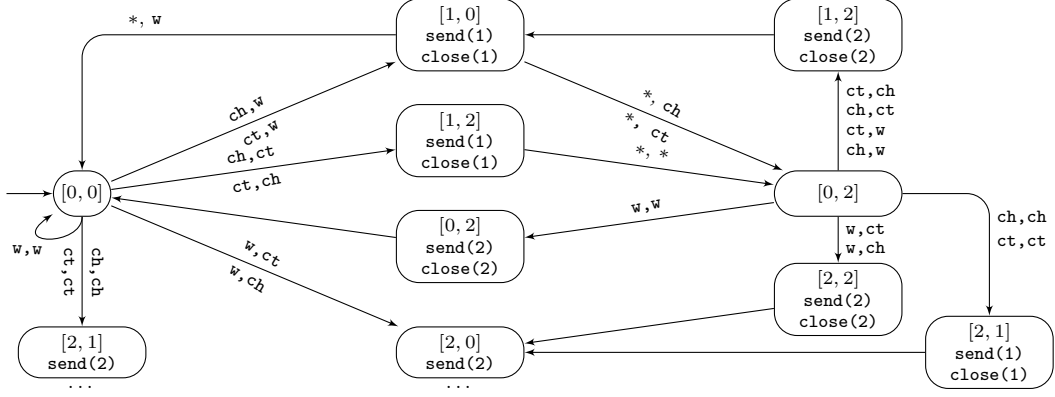 *, w
[1, 0]
send(1)
close(1)
[1, 2]
send(2)
close(2)
ch,w
ct,w
*, ch
*, ct
*, *
ct,ch
ch,ct
ct,w
ch,w
[1, 2]
send(1)
close(1)
ch,ct
ct,ch
[0, 0]
[0, 2]
w,w
w,w
[0, 2]
send(2)
close(2)
w,ct
w,ch
w,ct
w,ch
ch,ch
ct,ct
ch,ch
ct,ct
[2, 2]
send(2)
close(2)
[2, 1]
send(2)
...
[2, 0]
send(2)
...
[2, 1]
send(1)
close(1)